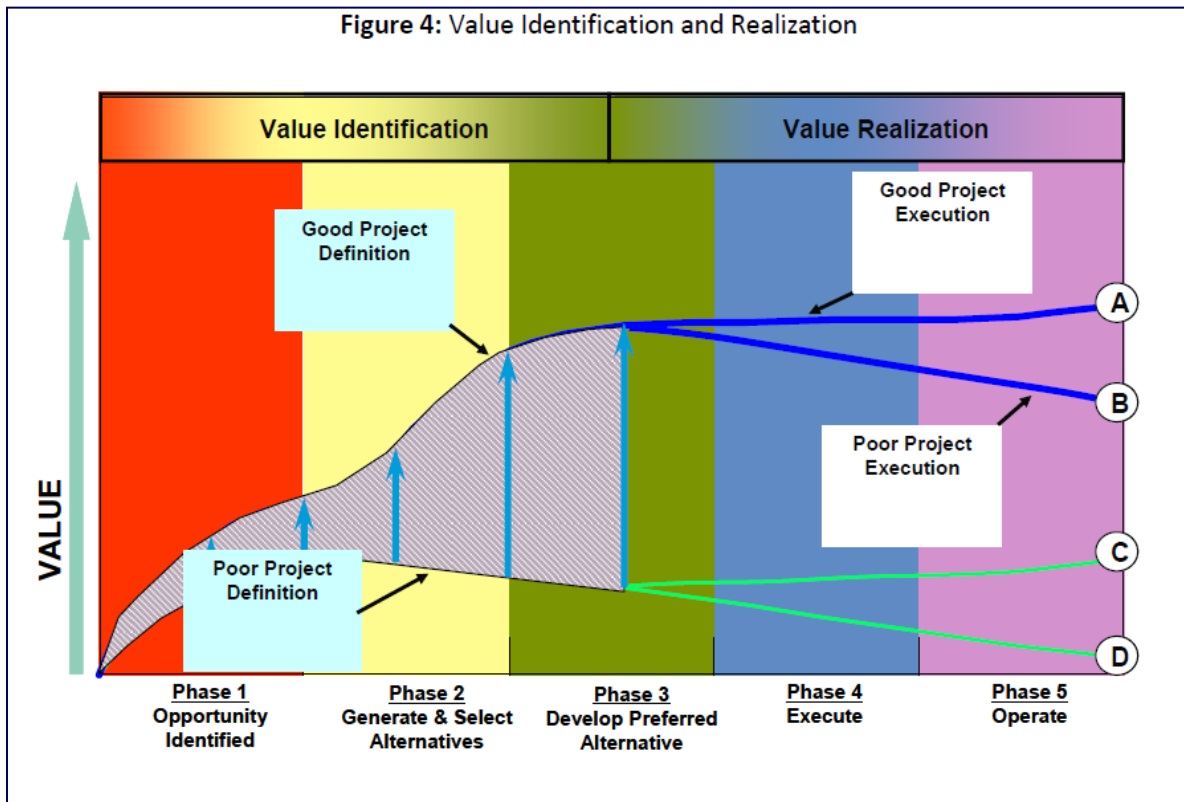 Figure 4: Value Identification and Realization
Value Identification
Value Realization
Good Project
Definition
Good Project
Execution
A
B
Poor Project
Execution
VALUE
Poor Project
Definition
C
D
Phase 1
Opportunity
Identified
Phase 2
Generate & Select
Alternatives
Phase 3
Develop Preferred
Alternative
Phase 4
Execute
Phase 5
Operate